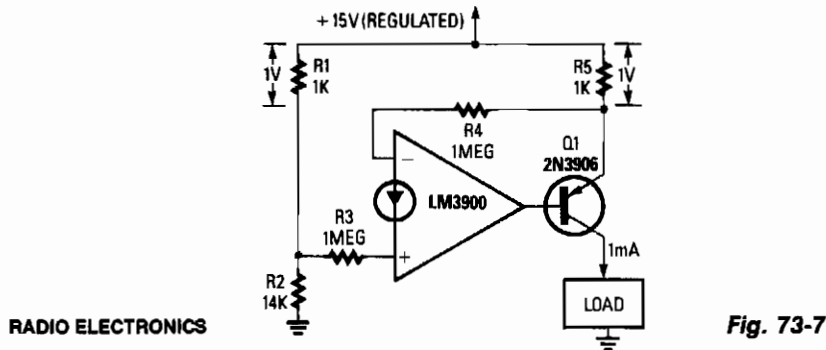 +15V (REGULATED)
1V
R1
1K
R5
1K
1V
R4
1MEG
Q1
2N3906
−
LM3900
R3
1MEG
+
1mA
R2
14K
LOAD
RADIO ELECTRONICS
Fig. 73-7